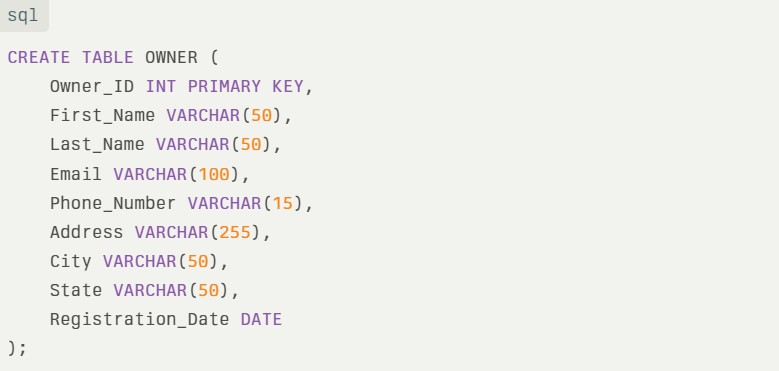 sql
CREATE TABLE OWNER (
    Owner_ID INT PRIMARY KEY,
    First_Name VARCHAR(50),
    Last_Name VARCHAR(50),
    Email VARCHAR(100),
    Phone_Number VARCHAR(15),
    Address VARCHAR(255),
    City VARCHAR(50),
    State VARCHAR(50),
    Registration_Date DATE
);